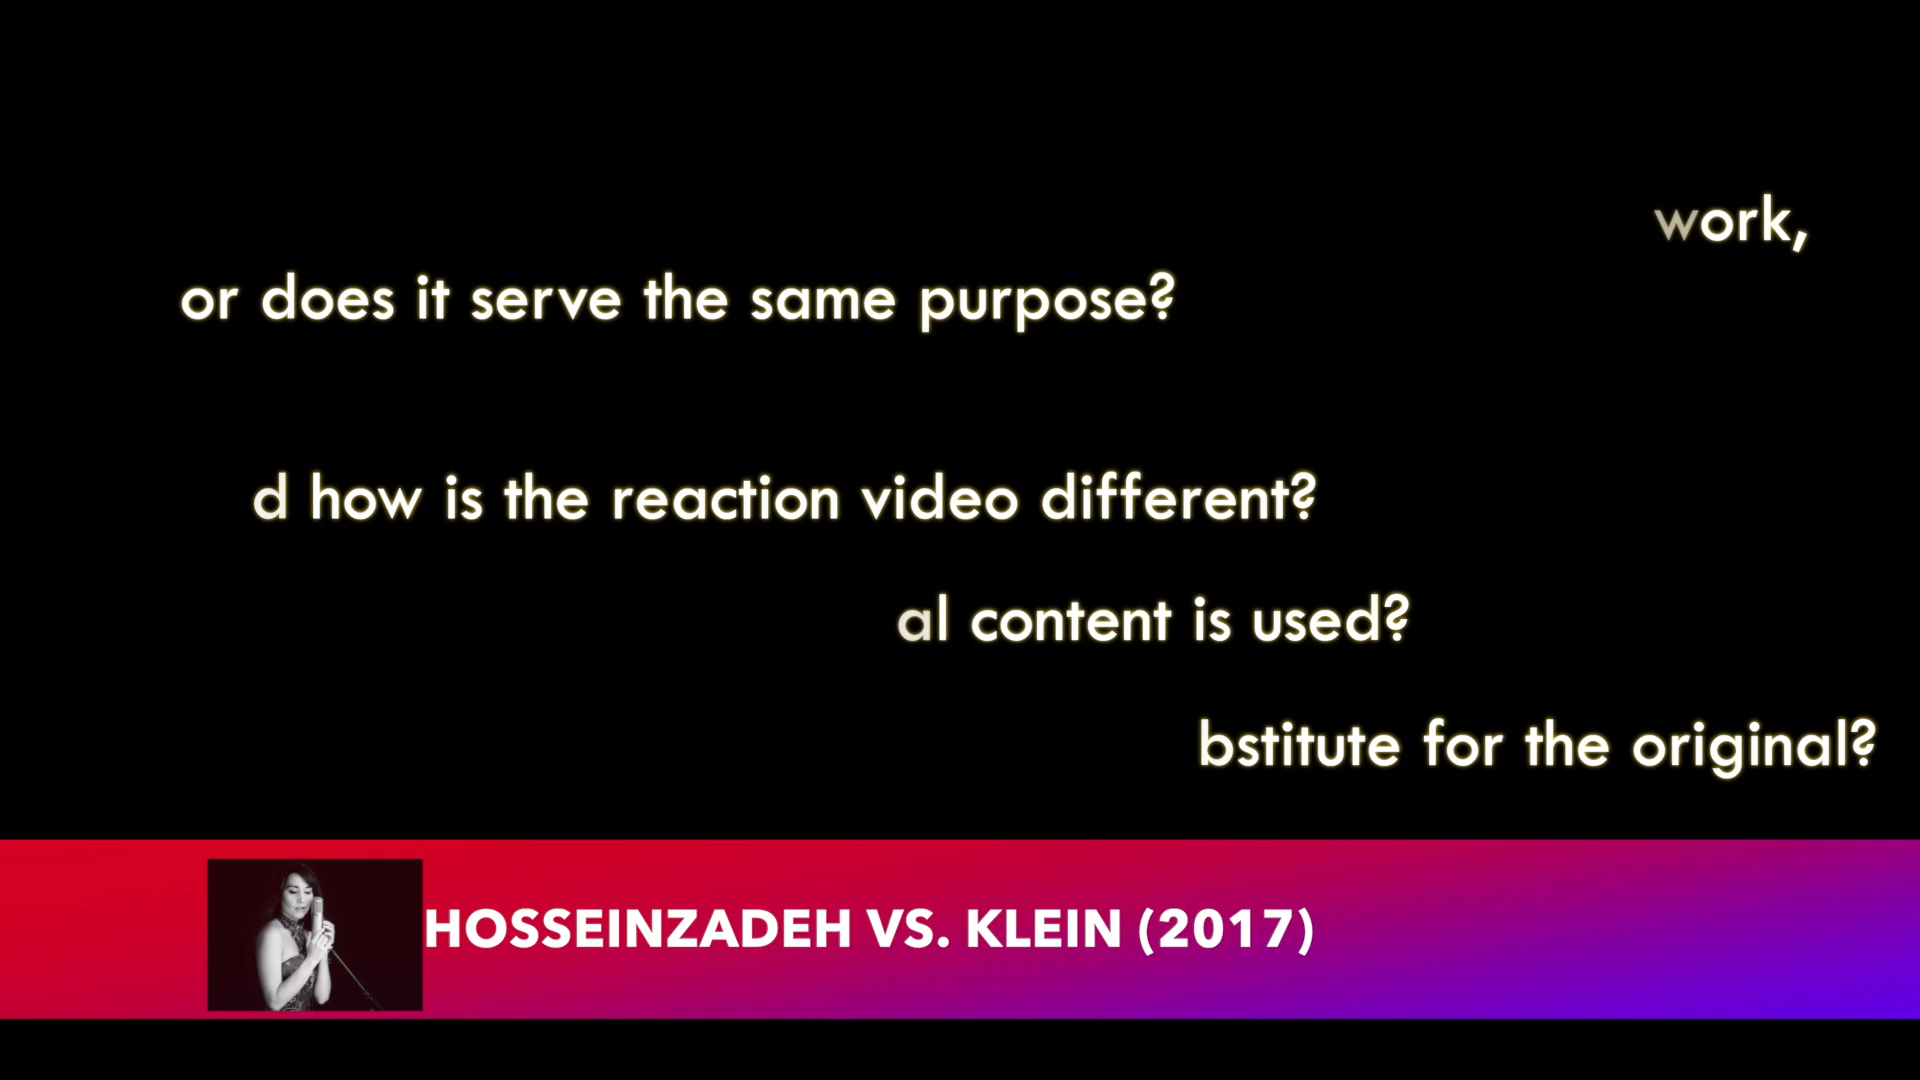 work,
or does it serve the same purpose?
d how is the reaction video different?
al content is used?
bstitute for the original?
HOSSEINZADEH VS. KLEIN (2017)